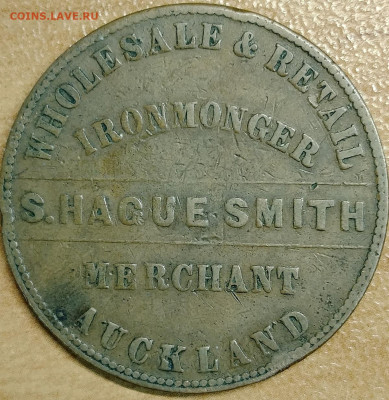 COINS.LAVE.RU
WHOLESALE & RETAIL
IRONMONGER
S. HAGUE SMITH
MERCHANT
AUCKLAND